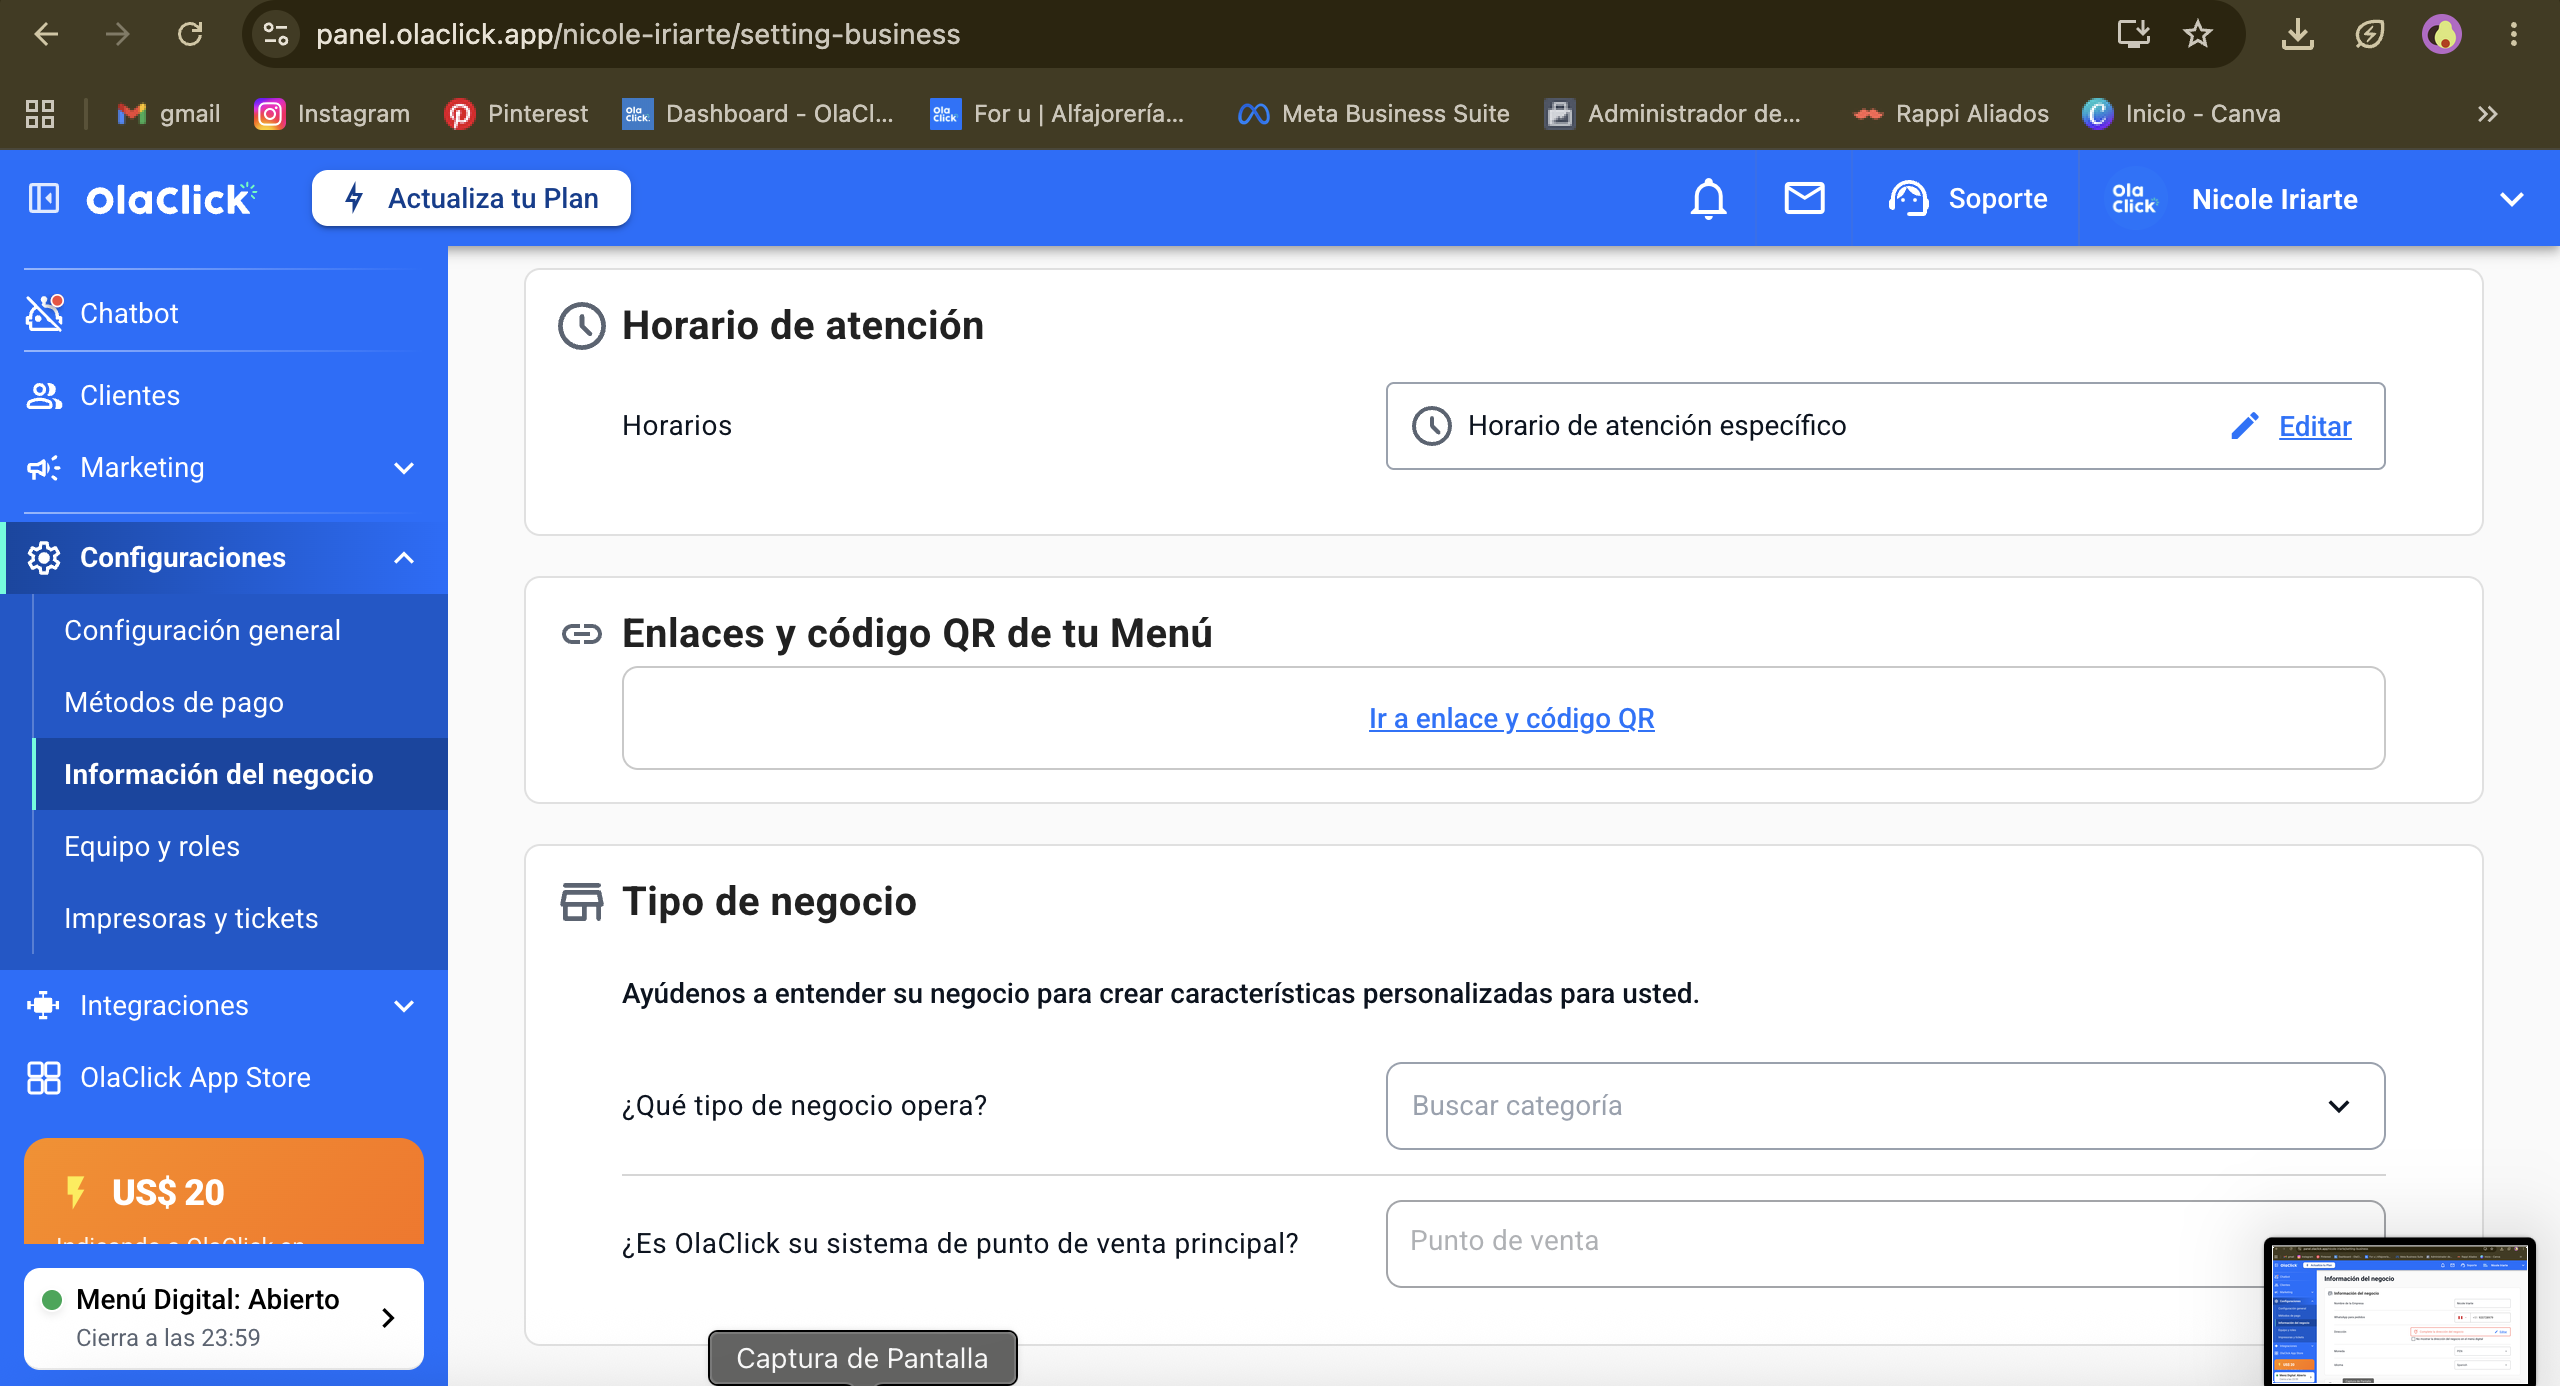 panel.olaclick.app/nicole-iriarte/setting-business
gmail
Instagram
Pinterest
Dashboard - OlaCl...
For u | Alfajorería...
Meta Business Suite
Administrador de...
Rappi Aliados
Inicio - Canva
OlaClick
Actualiza tu Plan
Soporte
Ola Click
Nicole Iriarte
Chatbot
Clientes
Marketing
Configuraciones
Configuración general
Métodos de pago
Información del negocio
Equipo y roles
Impresoras y tickets
Integraciones
OlaClick App Store
US$ 20
Menú Digital: Abierto
Cierra a las 23:59
Horario de atención
Horarios
Horario de atención específico
Editar
Enlaces y código QR de tu Menú
Ir a enlace y código QR
Tipo de negocio
Ayúdenos a entender su negocio para crear características personalizadas para usted.
¿Qué tipo de negocio opera?
Buscar categoría
¿Es OlaClick su sistema de punto de venta principal?
Punto de venta
Captura de Pantalla
Información del negocio